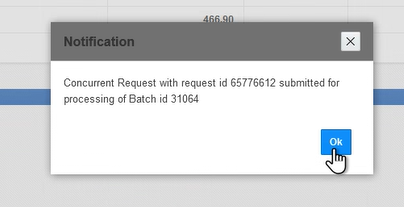 466.90
Notification
Concurrent Request with request id 65776612 submitted for
processing of Batch id 31064
Ok